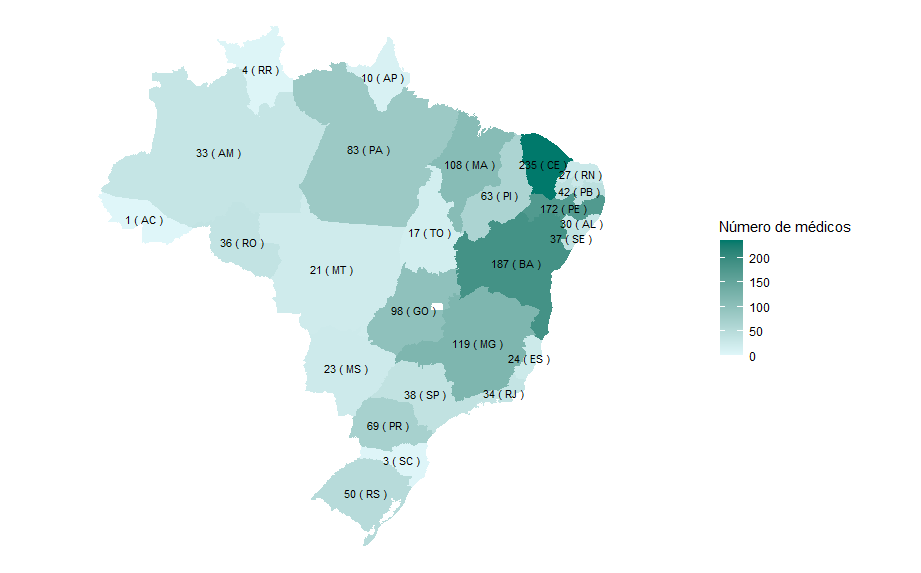 4 ( RR )
10 ( AP )
33 ( AM )
83 ( PA )
108 ( MA )
235 ( CE )
27 ( RN )
63 ( PI )
42 ( PB )
172 ( PE )
1 ( AC )
30 ( AL )
17 ( TO )
37 ( SE )
36 ( RO )
21 ( MT )
187 ( BA )
98 ( GO )
119 ( MG )
24 ( ES )
23 ( MS )
38 ( SP )
34 ( RJ )
69 ( PR )
3 ( SC )
50 ( RS )
Número de médicos
200
150
100
50
0